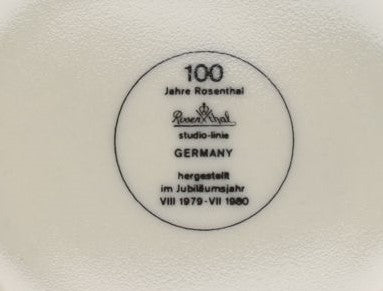 100
Jahre Rosenthal
Rosenthal
studio-linie
GERMANY
hergestellt
im Jubiläumsjahr
VIII 1979-VII 1980